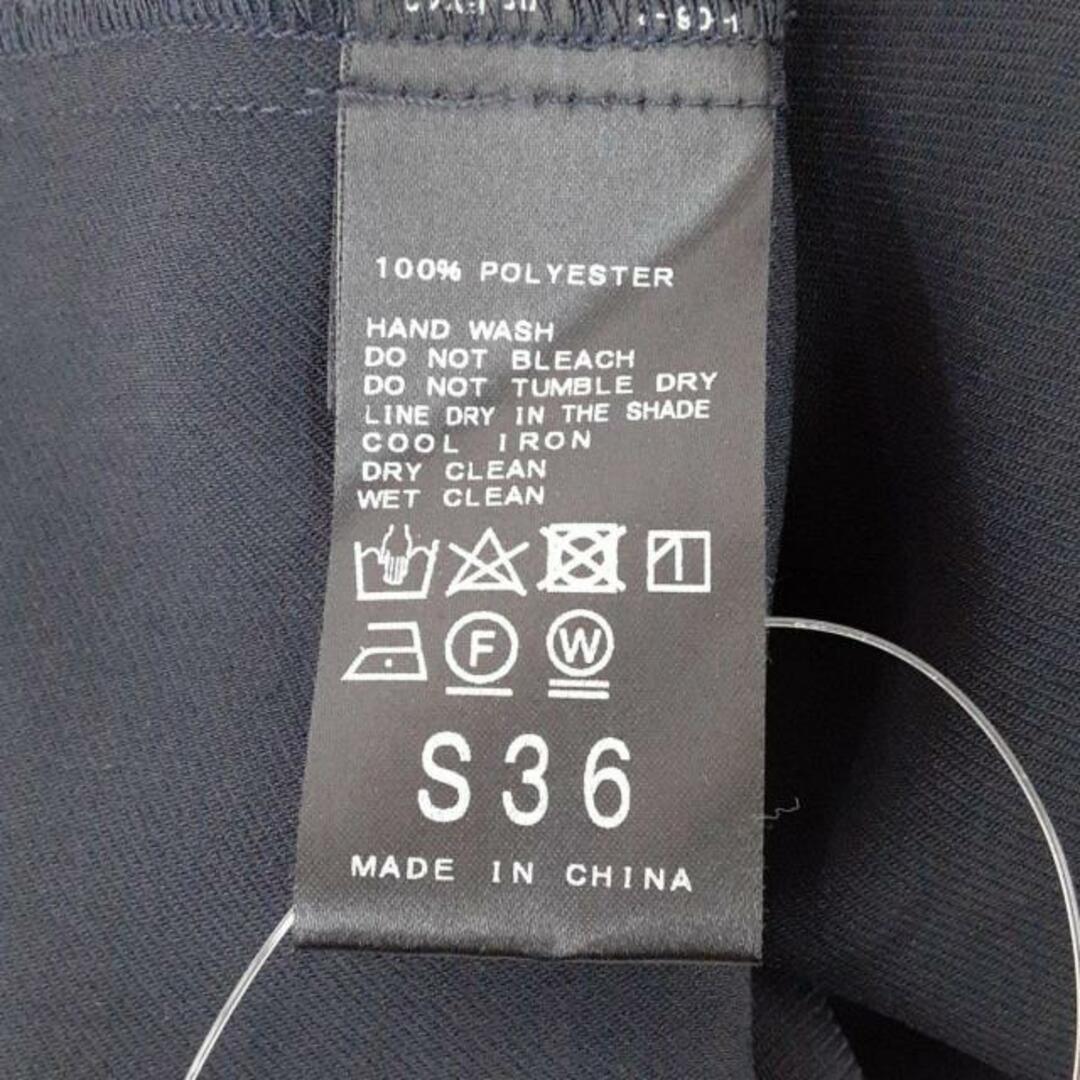 100% POLYESTER
HAND WASH
DO NOT BLEACH
DO NOT TUMBLE DRY
LINE DRY IN THE SHADE
COOL IRON
DRY CLEAN
WET CLEAN
F W
S36
MADE IN CHINA